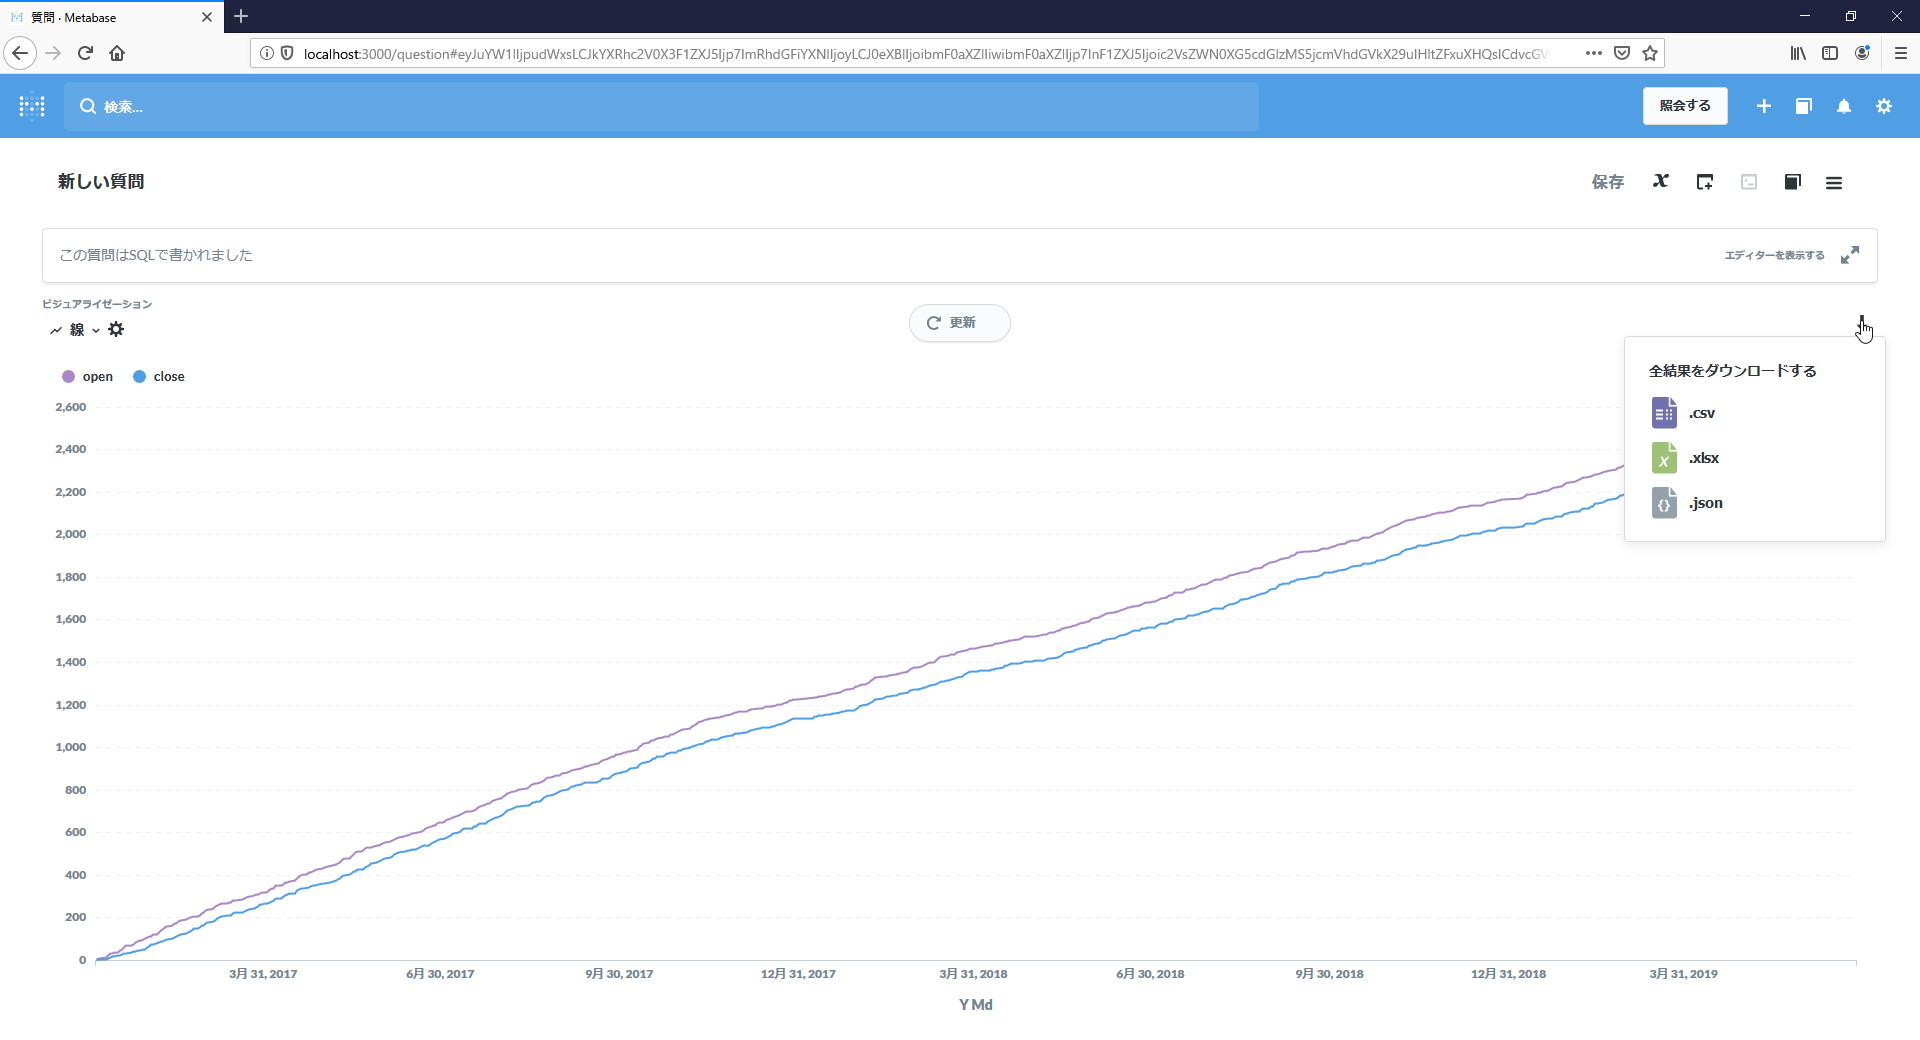 質問 · Metabase
localhost:3000/question#
検索...
照会する
新しい質問
保存
この質問はSQLで書かれました
エディターを表示する
ビジュアライゼーション
線
更新
全結果をダウンロードする
.csv
.xlsx
.json
open
close
2,600
2,400
2,200
2,000
1,800
1,600
1,400
1,200
1,000
800
600
400
200
0
3月 31, 2017
6月 30, 2017
9月 30, 2017
12月 31, 2017
3月 31, 2018
6月 30, 2018
9月 30, 2018
12月 31, 2018
3月 31, 2019
Y Md